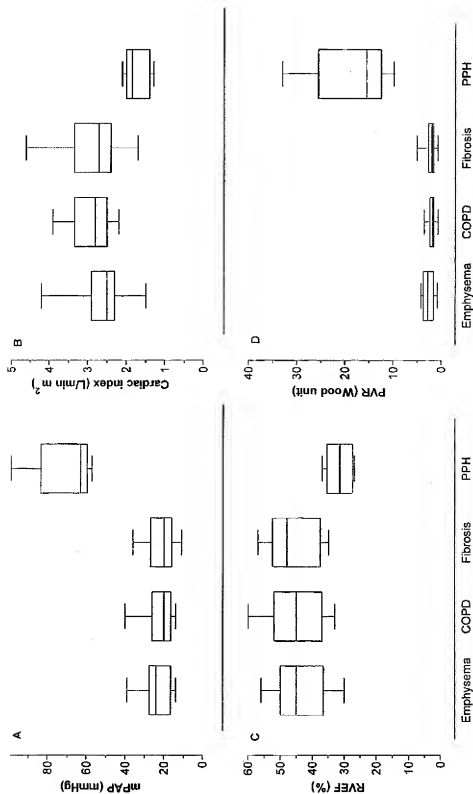 A
mPAP (mmHg)
100
80
60
40
20
0
B
Cardiac index (L/min m²)
5
4
3
2
1
0
C
RVEF (%)
60
50
40
30
20
10
0
Emphysema COPD Fibrosis PPH
D
PVR (Wood unit)
40
30
20
10
0
Emphysema COPD Fibrosis PPH